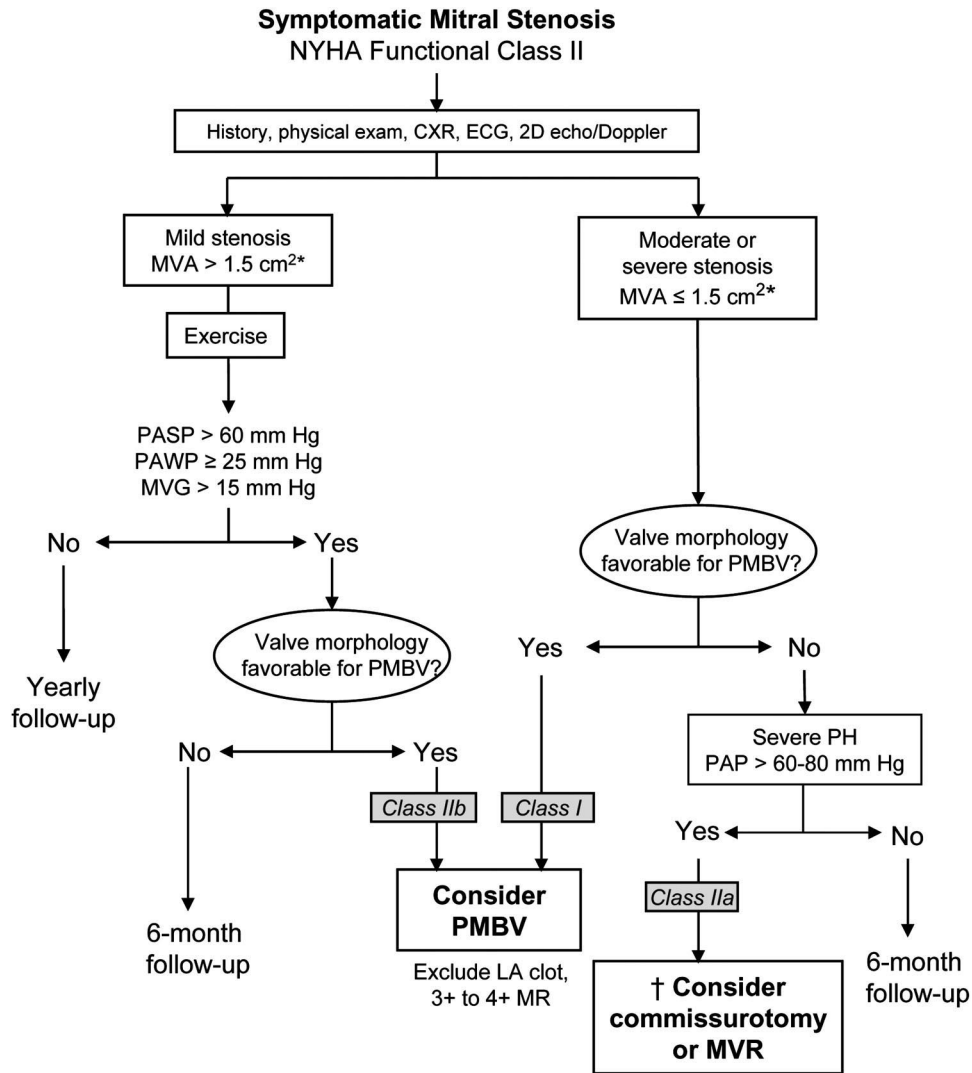 Symptomatic Mitral Stenosis
NYHA Functional Class II
History, physical exam, CXR, ECG, 2D echo/Doppler
Mild stenosis
MVA > 1.5 cm²*
Moderate or
severe stenosis
MVA ≤ 1.5 cm²*
Exercise
PASP > 60 mm Hg
PAWP ≥ 25 mm Hg
MVG > 15 mm Hg
No
Yes
Valve morphology
favorable for PMBV?
Yearly
follow-up
Valve morphology
favorable for PMBV?
Yes
No
No
Yes
Severe PH
PAP > 60-80 mm Hg
Class IIb
Class I
Yes
No
Consider
PMBV
Exclude LA clot,
3+ to 4+ MR
Class IIa
6-month
follow-up
† Consider
commissurotomy
or MVR
6-month
follow-up